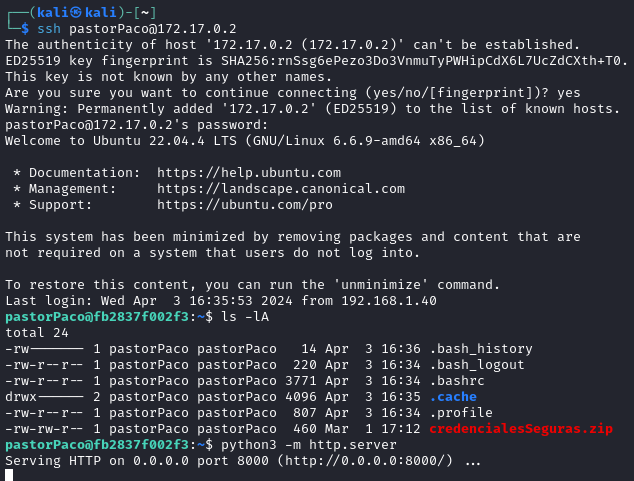 ┌──(kali㉿kali)-[~]
└─$ ssh pastorPaco@172.17.0.2
The authenticity of host '172.17.0.2 (172.17.0.2)' can't be established.
ED25519 key fingerprint is SHA256:rnSsg6ePezo3Do3VnmuTyPWHipCdX6L7UcZdCXth+T0.
This key is not known by any other names.
Are you sure you want to continue connecting (yes/no/[fingerprint])? yes
Warning: Permanently added '172.17.0.2' (ED25519) to the list of known hosts.
pastorPaco@172.17.0.2's password:
Welcome to Ubuntu 22.04.4 LTS (GNU/Linux 6.6.9-amd64 x86_64)

 * Documentation:  https://help.ubuntu.com
 * Management:     https://landscape.canonical.com
 * Support:        https://ubuntu.com/pro

This system has been minimized by removing packages and content that are
not required on a system that users do not log into.

To restore this content, you can run the 'unminimize' command.
Last login: Wed Apr  3 16:35:53 2024 from 192.168.1.40
pastorPaco@fb2837f002f3:~$ ls -lA
total 24
-rw------- 1 pastorPaco pastorPaco   14 Apr  3 16:36 .bash_history
-rw-r--r-- 1 pastorPaco pastorPaco  220 Apr  3 16:34 .bash_logout
-rw-r--r-- 1 pastorPaco pastorPaco 3771 Apr  3 16:34 .bashrc
drwx------ 2 pastorPaco pastorPaco 4096 Apr  3 16:35 .cache
-rw-r--r-- 1 pastorPaco pastorPaco  807 Apr  3 16:34 .profile
-rw-rw-r-- 1 pastorPaco pastorPaco  460 Mar  1 17:12 credencialesSeguras.zip
pastorPaco@fb2837f002f3:~$ python3 -m http.server
Serving HTTP on 0.0.0.0 port 8000 (http://0.0.0.0:8000/) ...